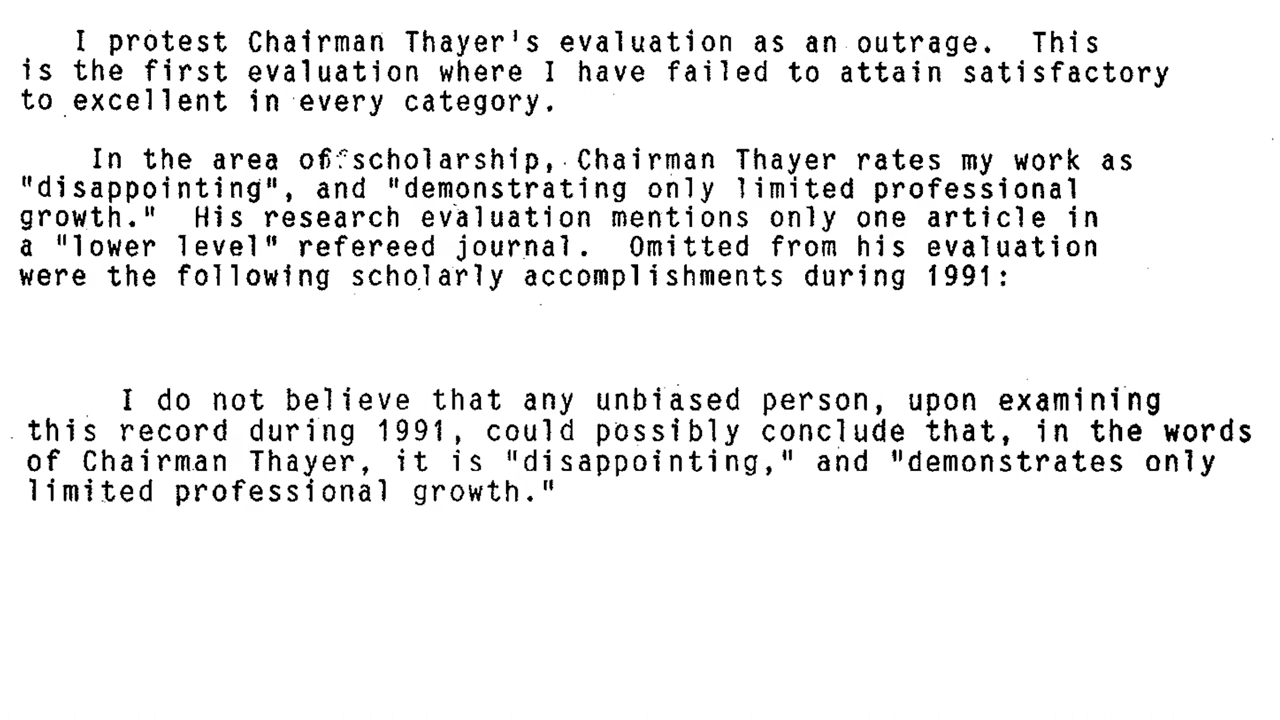 I protest Chairman Thayer's evaluation as an outrage. This
is the first evaluation where I have failed to attain satisfactory
to excellent in every category.
In the area of scholarship, Chairman Thayer rates my work as
"disappointing", and "demonstrating only limited professional
growth." His research evaluation mentions only one article in
a "lower level" refereed journal. Omitted from his evaluation
were the following scholarly accomplishments during 1991:
I do not believe that any unbiased person, upon examining
this record during 1991, could possibly conclude that, in the words
of Chairman Thayer, it is "disappointing," and "demonstrates only
limited professional growth."